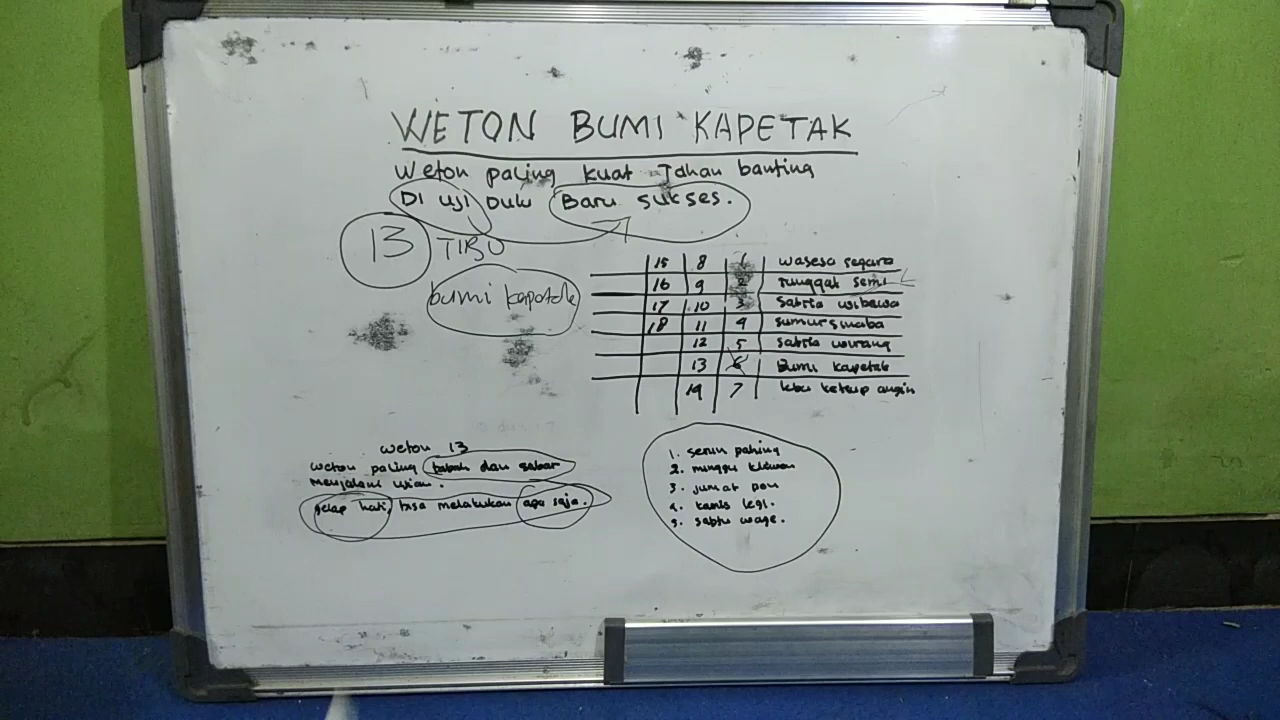 WETON BUMI KAPETAK
Weton paling kuat Tahan banting
Di uji Dulu Baru sukses.
13 TIBO
bumi kapetak
15 8 1 wasesa segara
16 9 2 tunggak semi
17 10 3 satria wibawa
18 11 4 sumur sinaba
12 5 satria wirang
13 6 Bumi kapetak
14 7 lebu ketiup angin
weton 13
weton paling tabah dan sabar
menjalani ujian.
gelap hati, bisa melakukan apa saja.
1. senin pahing
2. minggu kliwon
3. jumat pon
4. kamis legi.
5. sabtu wage.